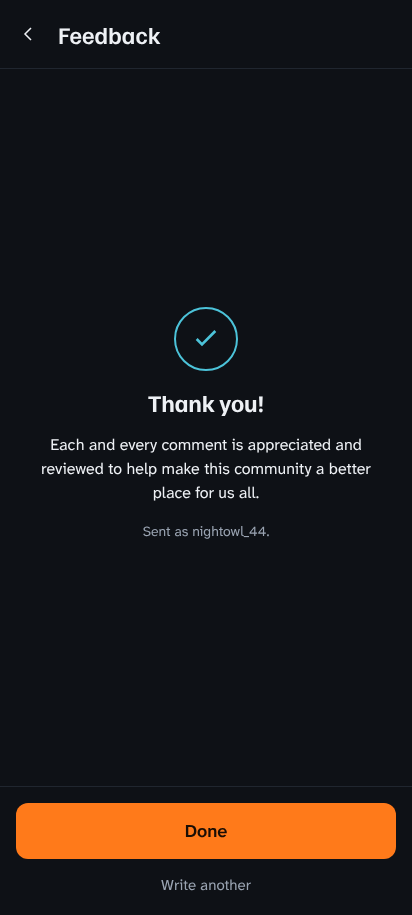 Feedback
Thank you!
Each and every comment is appreciated and
reviewed to help make this community a better
place for us all.
Sent as nightowl_44.
Done
Write another